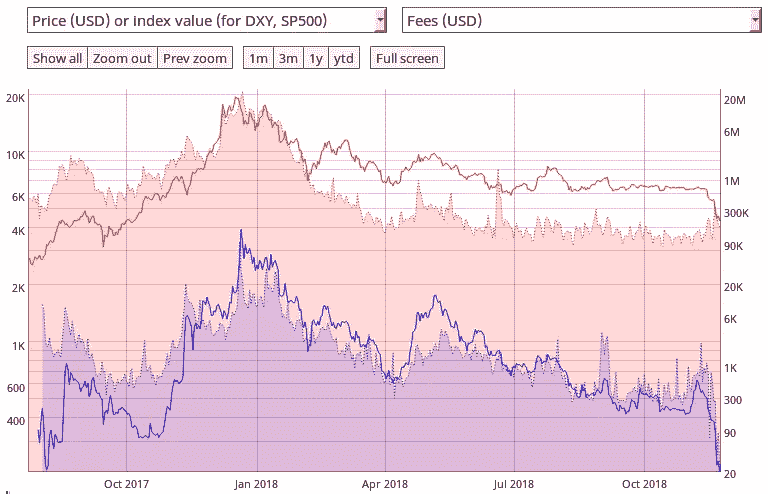 Price (USD) or index value (for DXY, SP500)
Fees (USD)
Show all Zoom out Prev zoom 1m 3m 1y ytd Full screen
20K 20M
6M
10K
1M
6K
300K
4K
90K
2K 20K
6K
1K
1K
600
300
400
90
20
Oct 2017 Jan 2018 Apr 2018 Jul 2018 Oct 2018